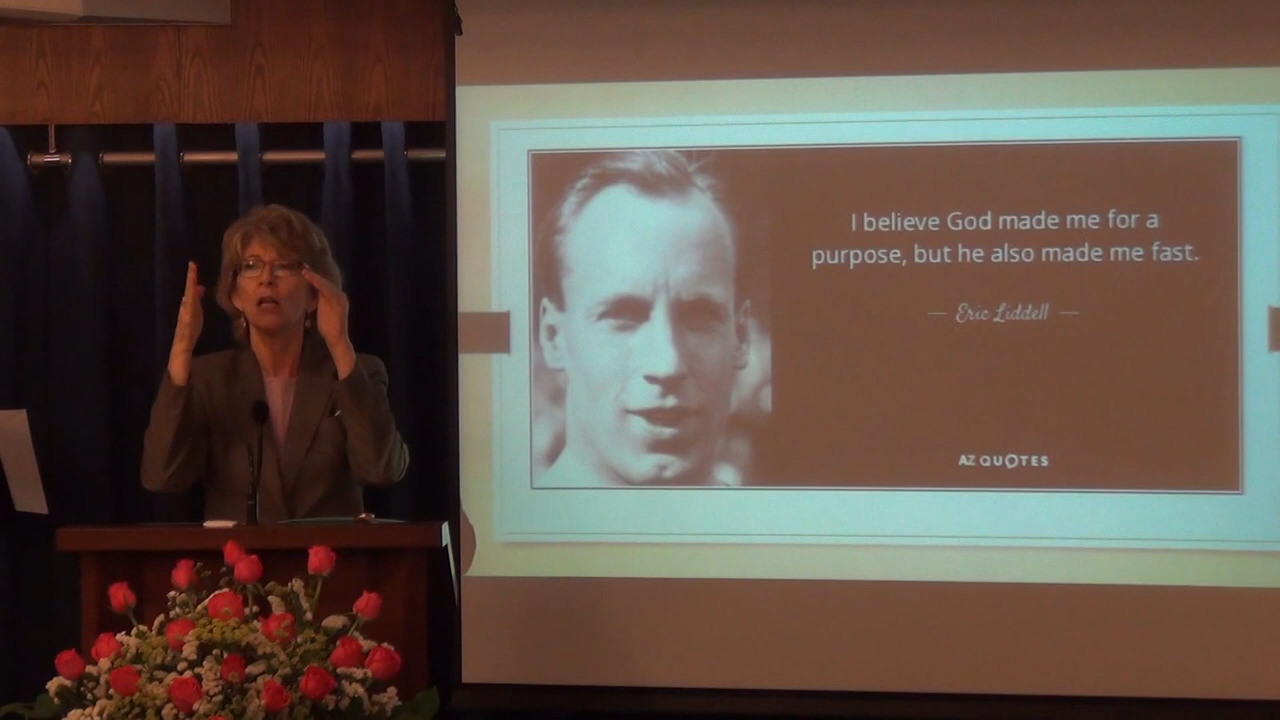 I believe God made me for a
purpose, but he also made me fast.
— Eric Liddell —
AZ QUOTES